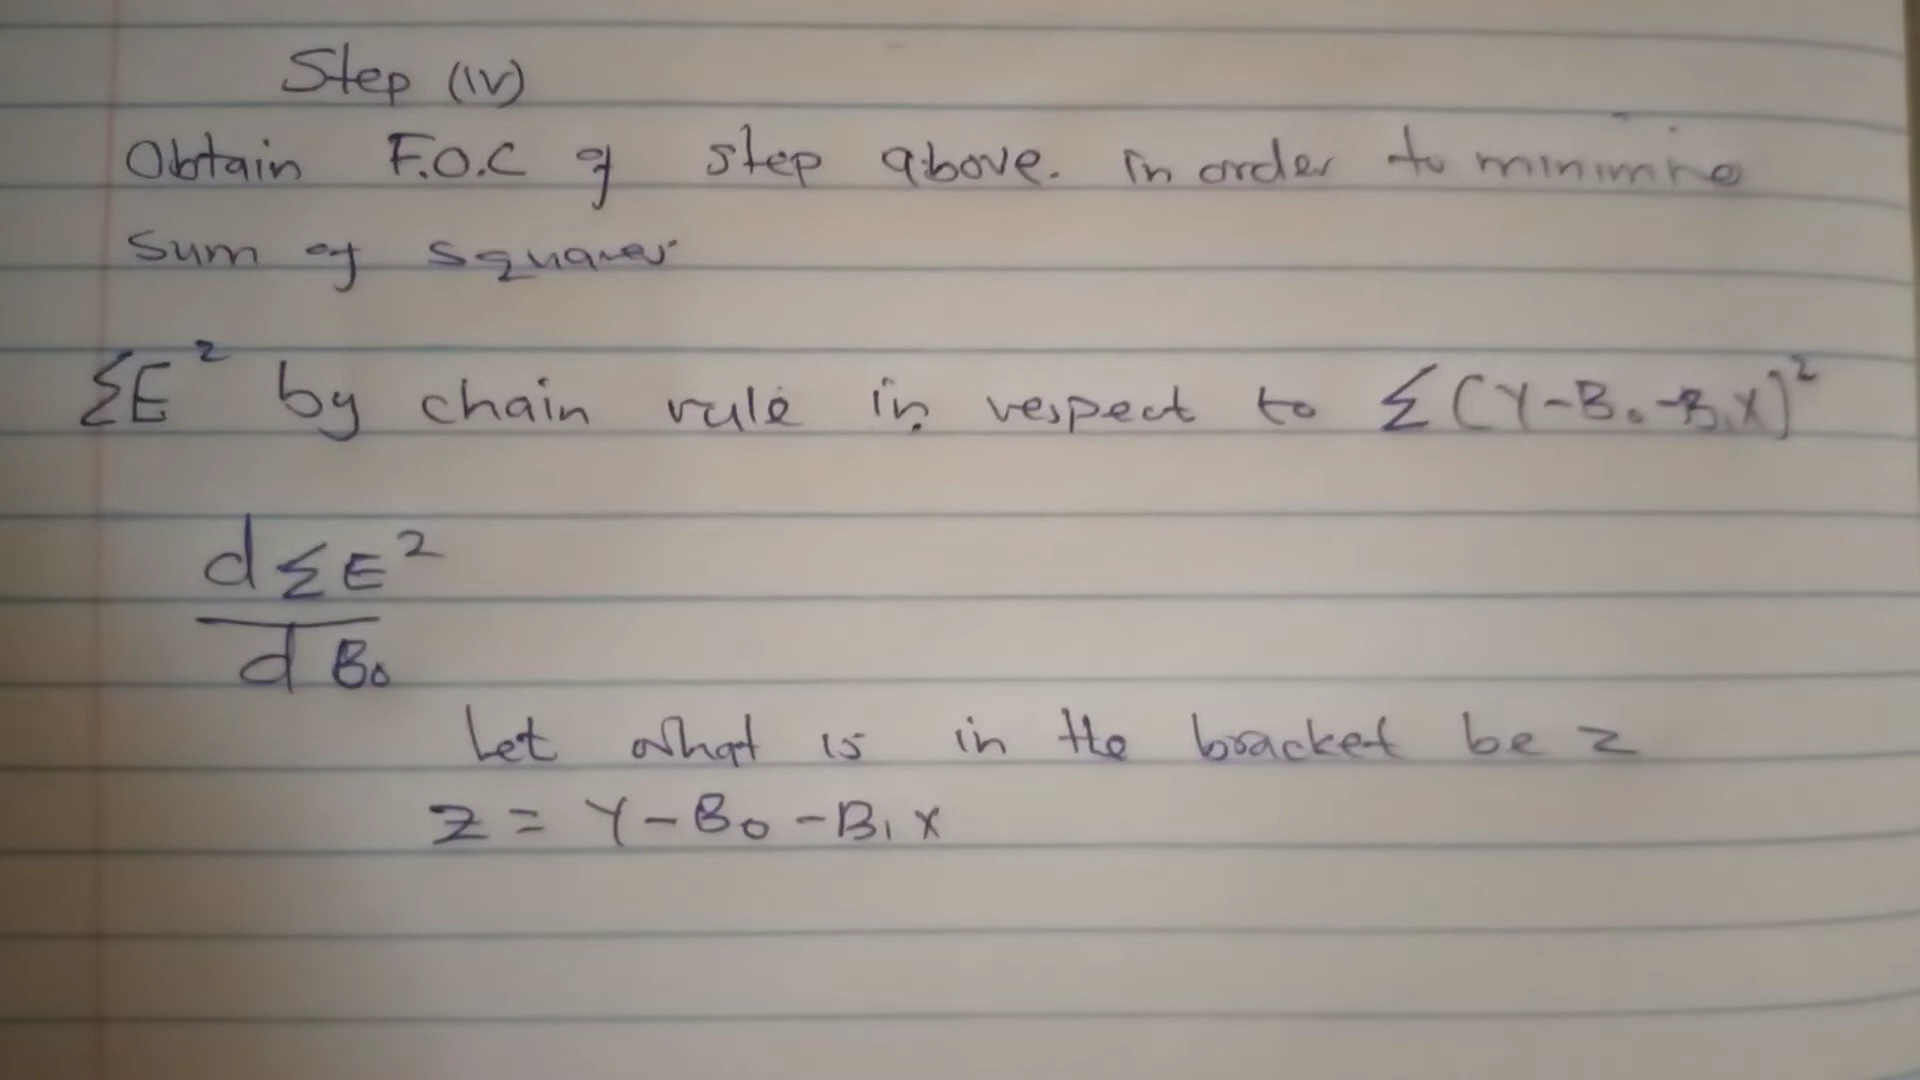 Step (IV)
Obtain F.O.C of step above. in order to minimize
Sum of squares
ΣE² by chain rule in respect to Σ(Y-B₀-B₁X)²
dΣE²
dB₀
Let what is in the bracket be z
z = Y-B₀-B₁X